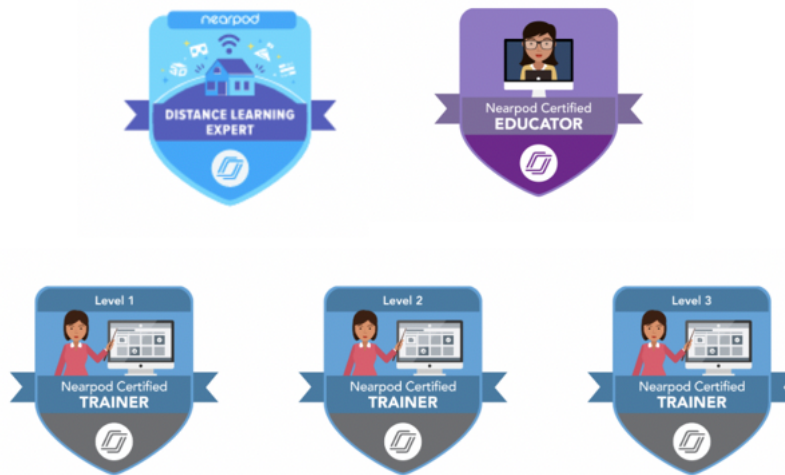 nearpod
DISTANCE LEARNING
EXPERT
Nearpod Certified
EDUCATOR
Level 1
Nearpod Certified
TRAINER
Level 2
Nearpod Certified
TRAINER
Level 3
Nearpod Certified
TRAINER